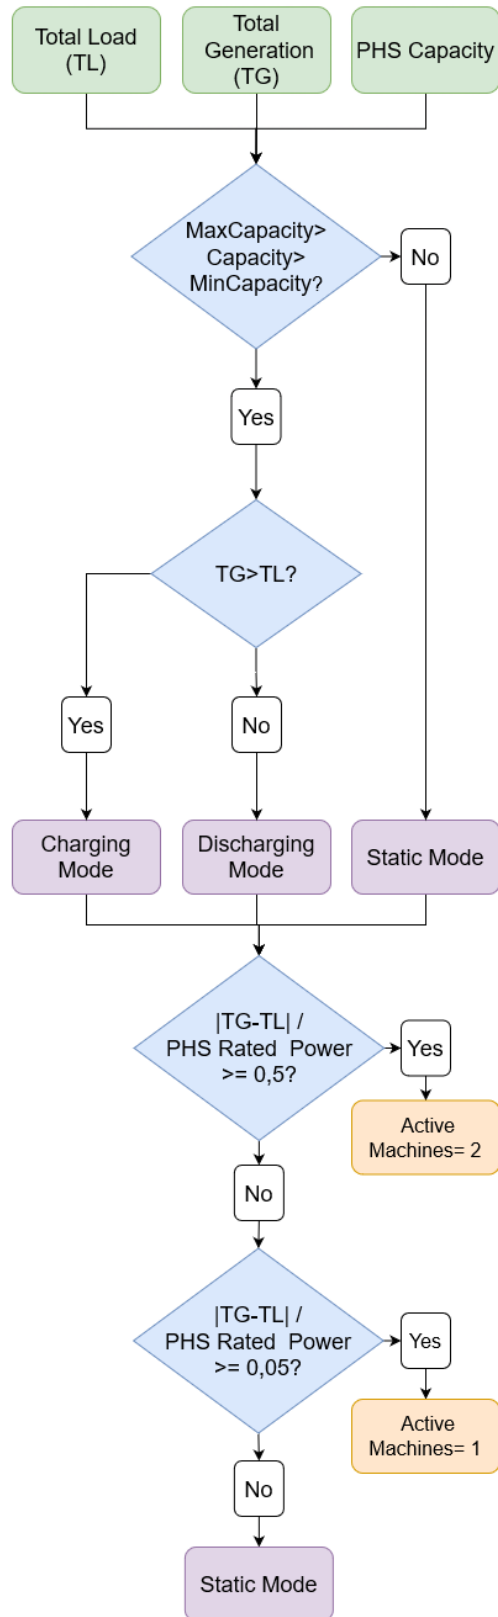 Total Load
(TL)
Total
Generation
(TG)
PHS Capacity
MaxCapacity>
Capacity>
MinCapacity?
No
Yes
TG>TL?
Yes
No
Charging
Mode
Discharging
Mode
Static Mode
|TG-TL| /
PHS Rated Power
>= 0,5?
Yes
Active
Machines= 2
No
|TG-TL| /
PHS Rated Power
>= 0,05?
Yes
Active
Machines= 1
No
Static Mode